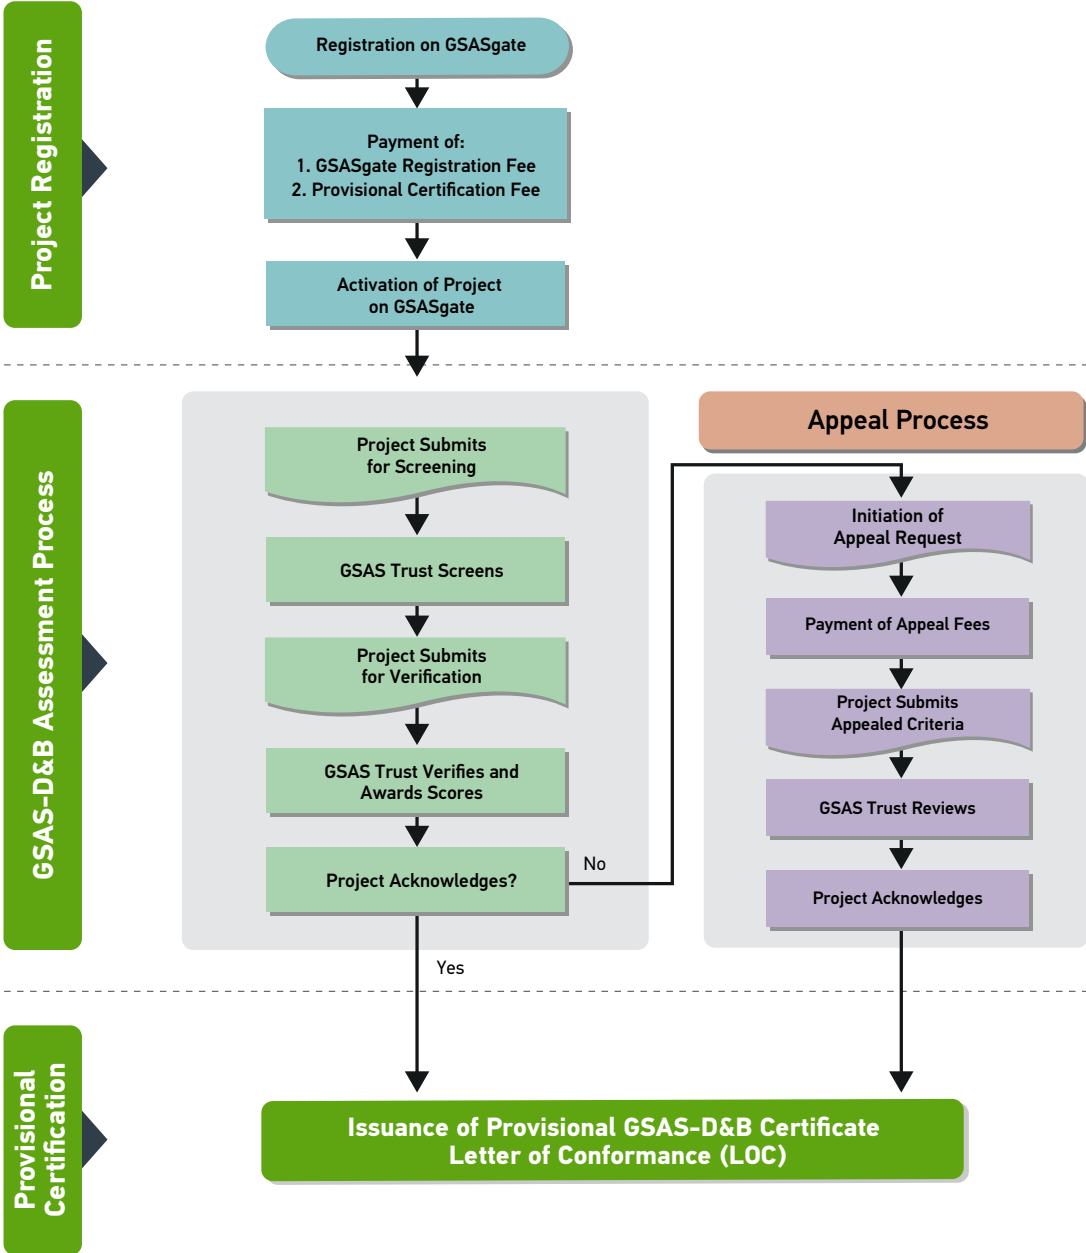 Project Registration
Registration on GSASgate
Payment of:
1. GSASgate Registration Fee
2. Provisional Certification Fee
Activation of Project
on GSASgate
GSAS-D&B Assessment Process
Project Submits
for Screening
GSAS Trust Screens
Project Submits
for Verification
GSAS Trust Verifies and
Awards Scores
Project Acknowledges?
No
Yes
Appeal Process
Initiation of
Appeal Request
Payment of Appeal Fees
Project Submits
Appealed Criteria
GSAS Trust Reviews
Project Acknowledges
Provisional
Certification
Issuance of Provisional GSAS-D&B Certificate
Letter of Conformance (LOC)